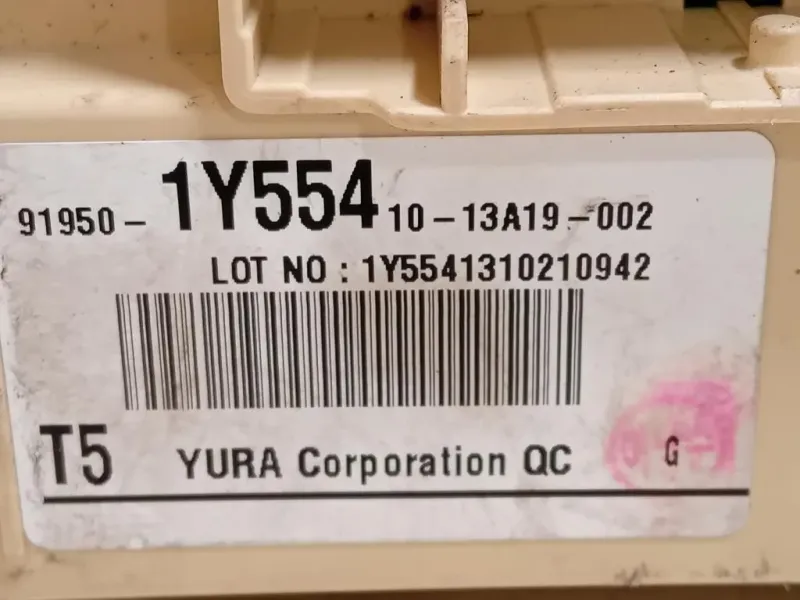 91950- 1Y554 10-13A19-002
LOT NO : 1Y5541310210942
T5 YURA Corporation QC G